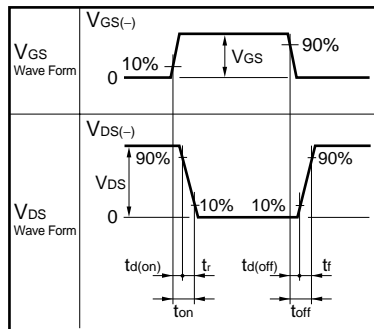 VGS
Wave Form
VGS(−)
10%
0
VGS
90%
VDS
Wave Form
VDS(−)
90%
VDS
0
10%
10%
90%
td(on)
tr
td(off)
tf
ton
toff